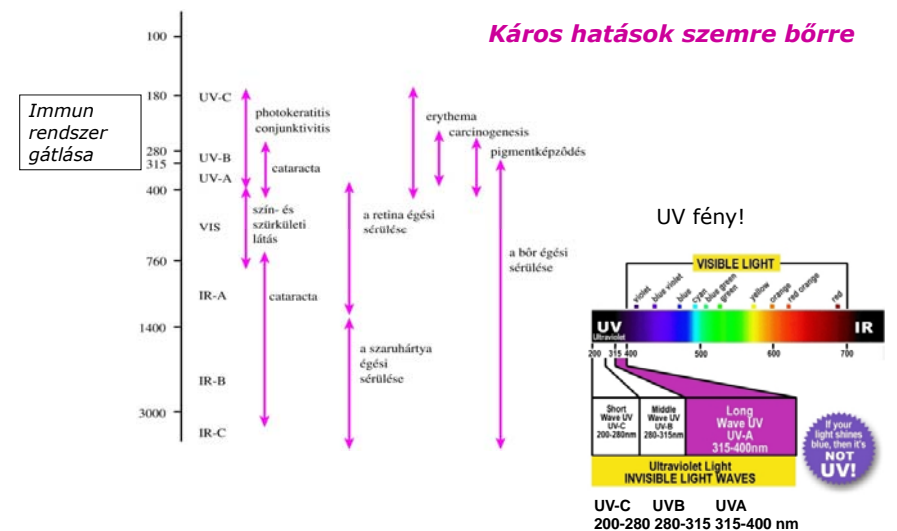 Káros hatások szemre bőrre
Immun
rendszer
gátlása
100
180
280
315
400
760
1400
3000
UV-C
UV-B
UV-A
VIS
IR-A
IR-B
IR-C
photokeratitis
conjunktivitis
cataracta
szín- és
szürkületi
látás
cataracta
a retina égési
sérülése
a szaruhártya
égési
sérülése
erythema
carcinogenesis
pigmentképzôdés
a bôr égési
sérülése
UV fény!
VISIBLE LIGHT
violet
blue violet
blue
cyan
blue green
green
yellow
orange
red orange
red
UV
Ultraviolet
IR
200 315 400 500 600 700
Short
Wave UV
UV-C
200-280nm
Middle
Wave UV
UV-B
280-315nm
Long
Wave UV
UV-A
315-400nm
Ultraviolet Light
INVISIBLE LIGHT WAVES
If your
light shines
blue, then it's
NOT
UV!
UV-C UVB UVA
200-280 280-315 315-400 nm